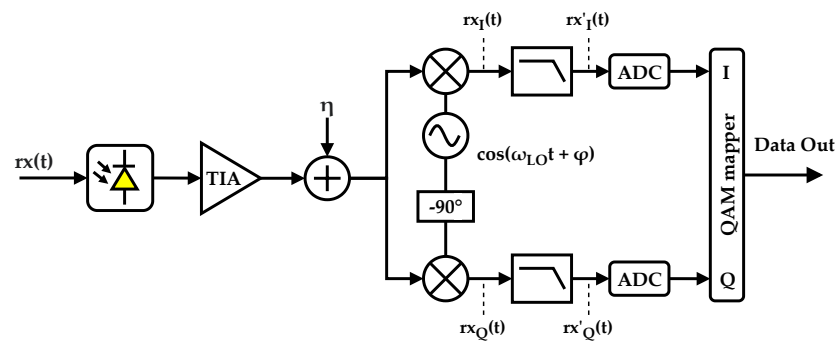 rx_I(t)
rx'_I(t)
ADC
I
η
rx(t)
TIA
cos(ω_LO t + φ)
QAM mapper
Data Out
-90°
ADC
Q
rx_Q(t)
rx'_Q(t)